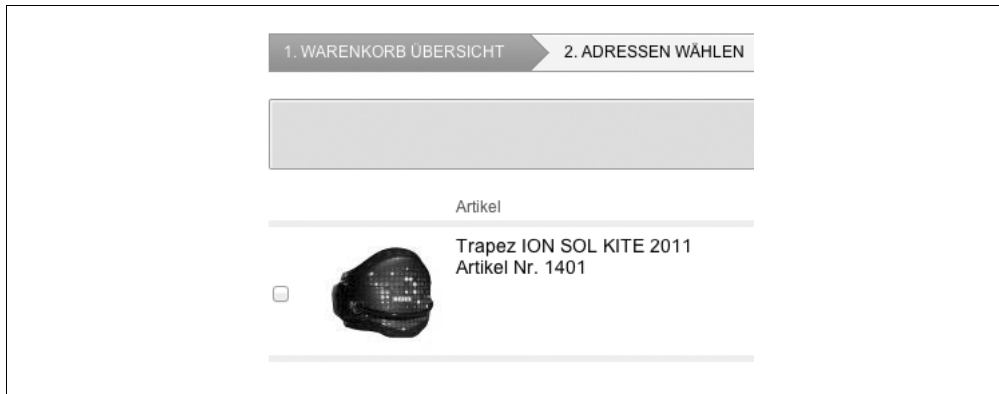 1. WARENKORB ÜBERSICHT
2. ADRESSEN WÄHLEN
Artikel
Trapez ION SOL KITE 2011
Artikel Nr. 1401